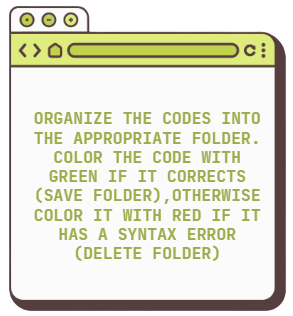 ORGANIZE THE CODES INTO
THE APPROPRIATE FOLDER.
COLOR THE CODE WITH
GREEN IF IT CORRECTS
(SAVE FOLDER),OTHERWISE
COLOR IT WITH RED IF IT
HAS A SYNTAX ERROR
(DELETE FOLDER)